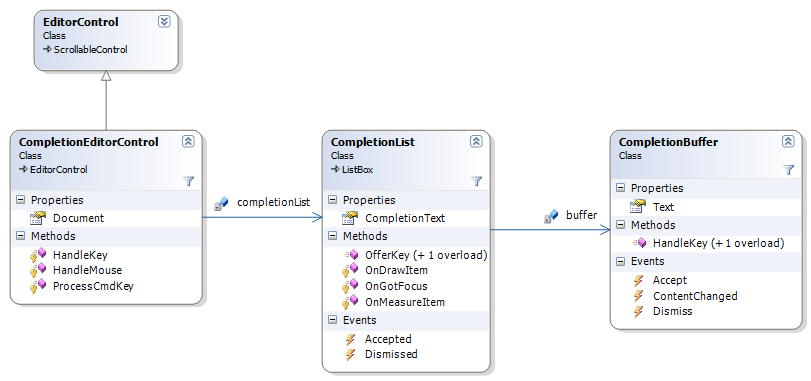 EditorControl
Class
ScrollableControl
CompletionEditorControl
Class
EditorControl
Properties
Document
Methods
HandleKey
HandleMouse
ProcessCmdKey
completionList
CompletionList
Class
ListBox
Properties
CompletionText
Methods
OfferKey (+ 1 overload)
OnDrawItem
OnGotFocus
OnMeasureItem
Events
Accepted
Dismissed
buffer
CompletionBuffer
Class
Properties
Text
Methods
HandleKey (+ 1 overload)
Events
Accept
ContentChanged
Dismiss